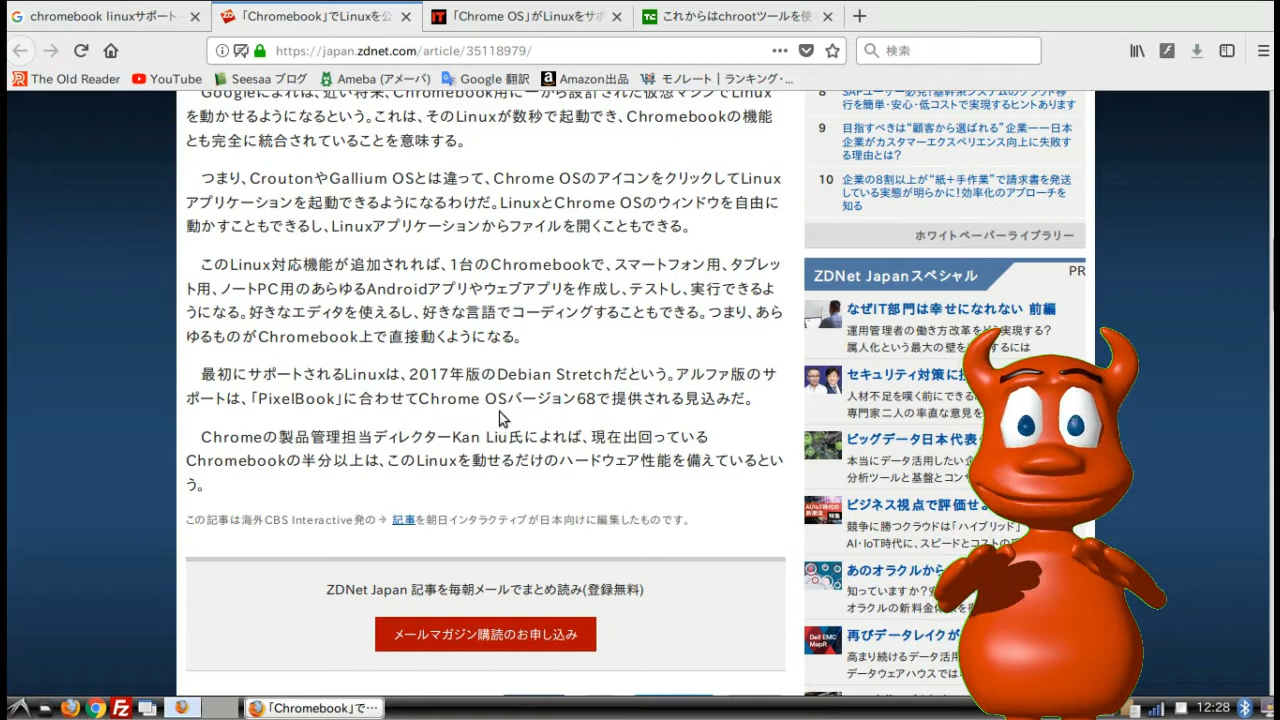 chromebook linuxサポート
「Chromebook」でLinuxを公
「Chrome OS」がLinuxをサポ
これからはchrootツールを使
https://japan.zdnet.com/article/35118979/
検索
The Old Reader
YouTube
Seesaa ブログ
Ameba (アメーバ)
Google 翻訳
Amazon出品
モノレート | ランキング・...
Googleによれば、近い将来、Chromebook用に一から設計された仮想マシンでLinux
を動かせるようになるという。これは、そのLinuxが数秒で起動でき、Chromebookの機能
とも完全に統合されていることを意味する。
つまり、CroutonやGallium OSとは違って、Chrome OSのアイコンをクリックしてLinux
アプリケーションを起動できるようになるわけだ。LinuxとChrome OSのウィンドウを自由に
動かすこともできるし、Linuxアプリケーションからファイルを開くこともできる。
このLinux対応機能が追加されれば、1台のChromebookで、スマートフォン用、タブレッ
ト用、ノートPC用のあらゆるAndroidアプリやウェブアプリを作成し、テストし、実行できるよ
うになる。好きなエディタを使えるし、好きな言語でコーディングすることもできる。つまり、あら
ゆるものがChromebook上で直接動くようになる。
最初にサポートされるLinuxは、2017年版のDebian Stretchだという。アルファ版のサ
ポートは、「PixelBook」に合わせてChrome OSバージョン68で提供される見込みだ。
Chromeの製品管理担当ディレクターKan Liu氏によれば、現在出回っている
Chromebookの半分以上は、このLinuxを動せるだけのハードウェア性能を備えているとい
う。
この記事は海外CBS Interactive発の→ 記事を朝日インタラクティブが日本向けに編集したものです。
ZDNet Japan 記事を毎朝メールでまとめ読み(登録無料)
メールマガジン購読のお申し込み
8 SAPユーザー必見！基幹系システムのクラウド移
行を簡単・安心・低コストで実現するヒントあります
9 目指すべきは“顧客から選ばれる”企業ーー日本
企業がカスタマーエクスペリエンス向上に失敗す
る理由とは？
10 企業の8割以上が“紙＋手作業”で請求書を発送
している実態が明らかに！効率化のアプローチを
知る
ホワイトペーパーライブラリー
ZDNet Japanスペシャル
PR
なぜIT部門は幸せになれない 前編
運用管理者の働き方改革をどう実現する？
属人化という最大の壁を
するには
セキュリティ対策に
人材不足を嘆く前にできる
専門家二人の率直な意見を
ビッグデータ日本代表
本当にデータ活用したい
分析ツールと基盤と
ビジネス視点で評価せ
競争に勝つクラウドは「ハイブリッド」
AI・IoT時代に、スピードとコストの
あのオラクルから
知っていますか？
オラクルの新料金
再びデータレイクが
高まり続けるデータ活用
データウェアハウスでは
「Chromebook」で…
12:28